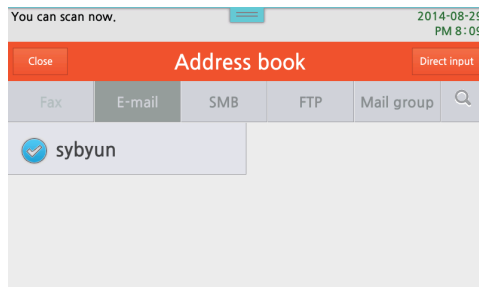 You can scan now.
2014-08-29
PM 8:09
Close
Address book
Direct input
Fax
E-mail
SMB
FTP
Mail group
sybyun